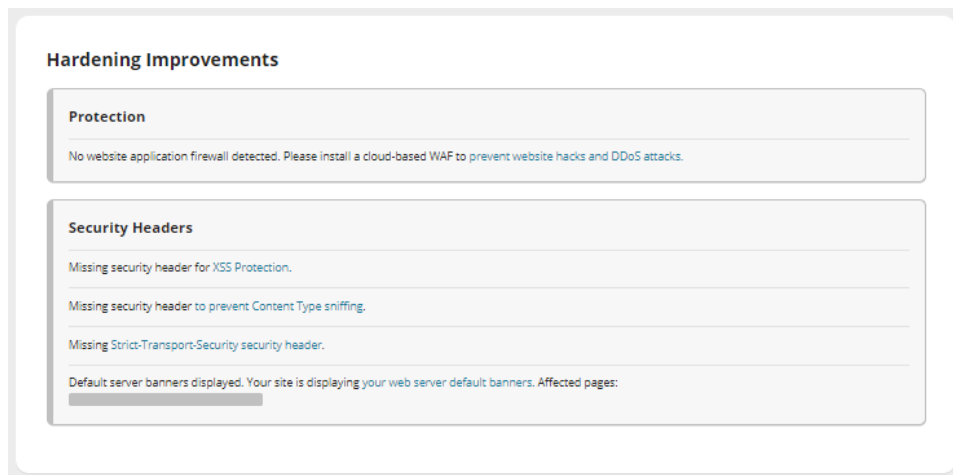 Hardening Improvements
Protection
No website application firewall detected. Please install a cloud-based WAF to prevent website hacks and DDoS attacks.
Security Headers
Missing security header for XSS Protection.
Missing security header to prevent Content Type sniffing.
Missing Strict-Transport-Security security header.
Default server banners displayed. Your site is displaying your web server default banners. Affected pages: